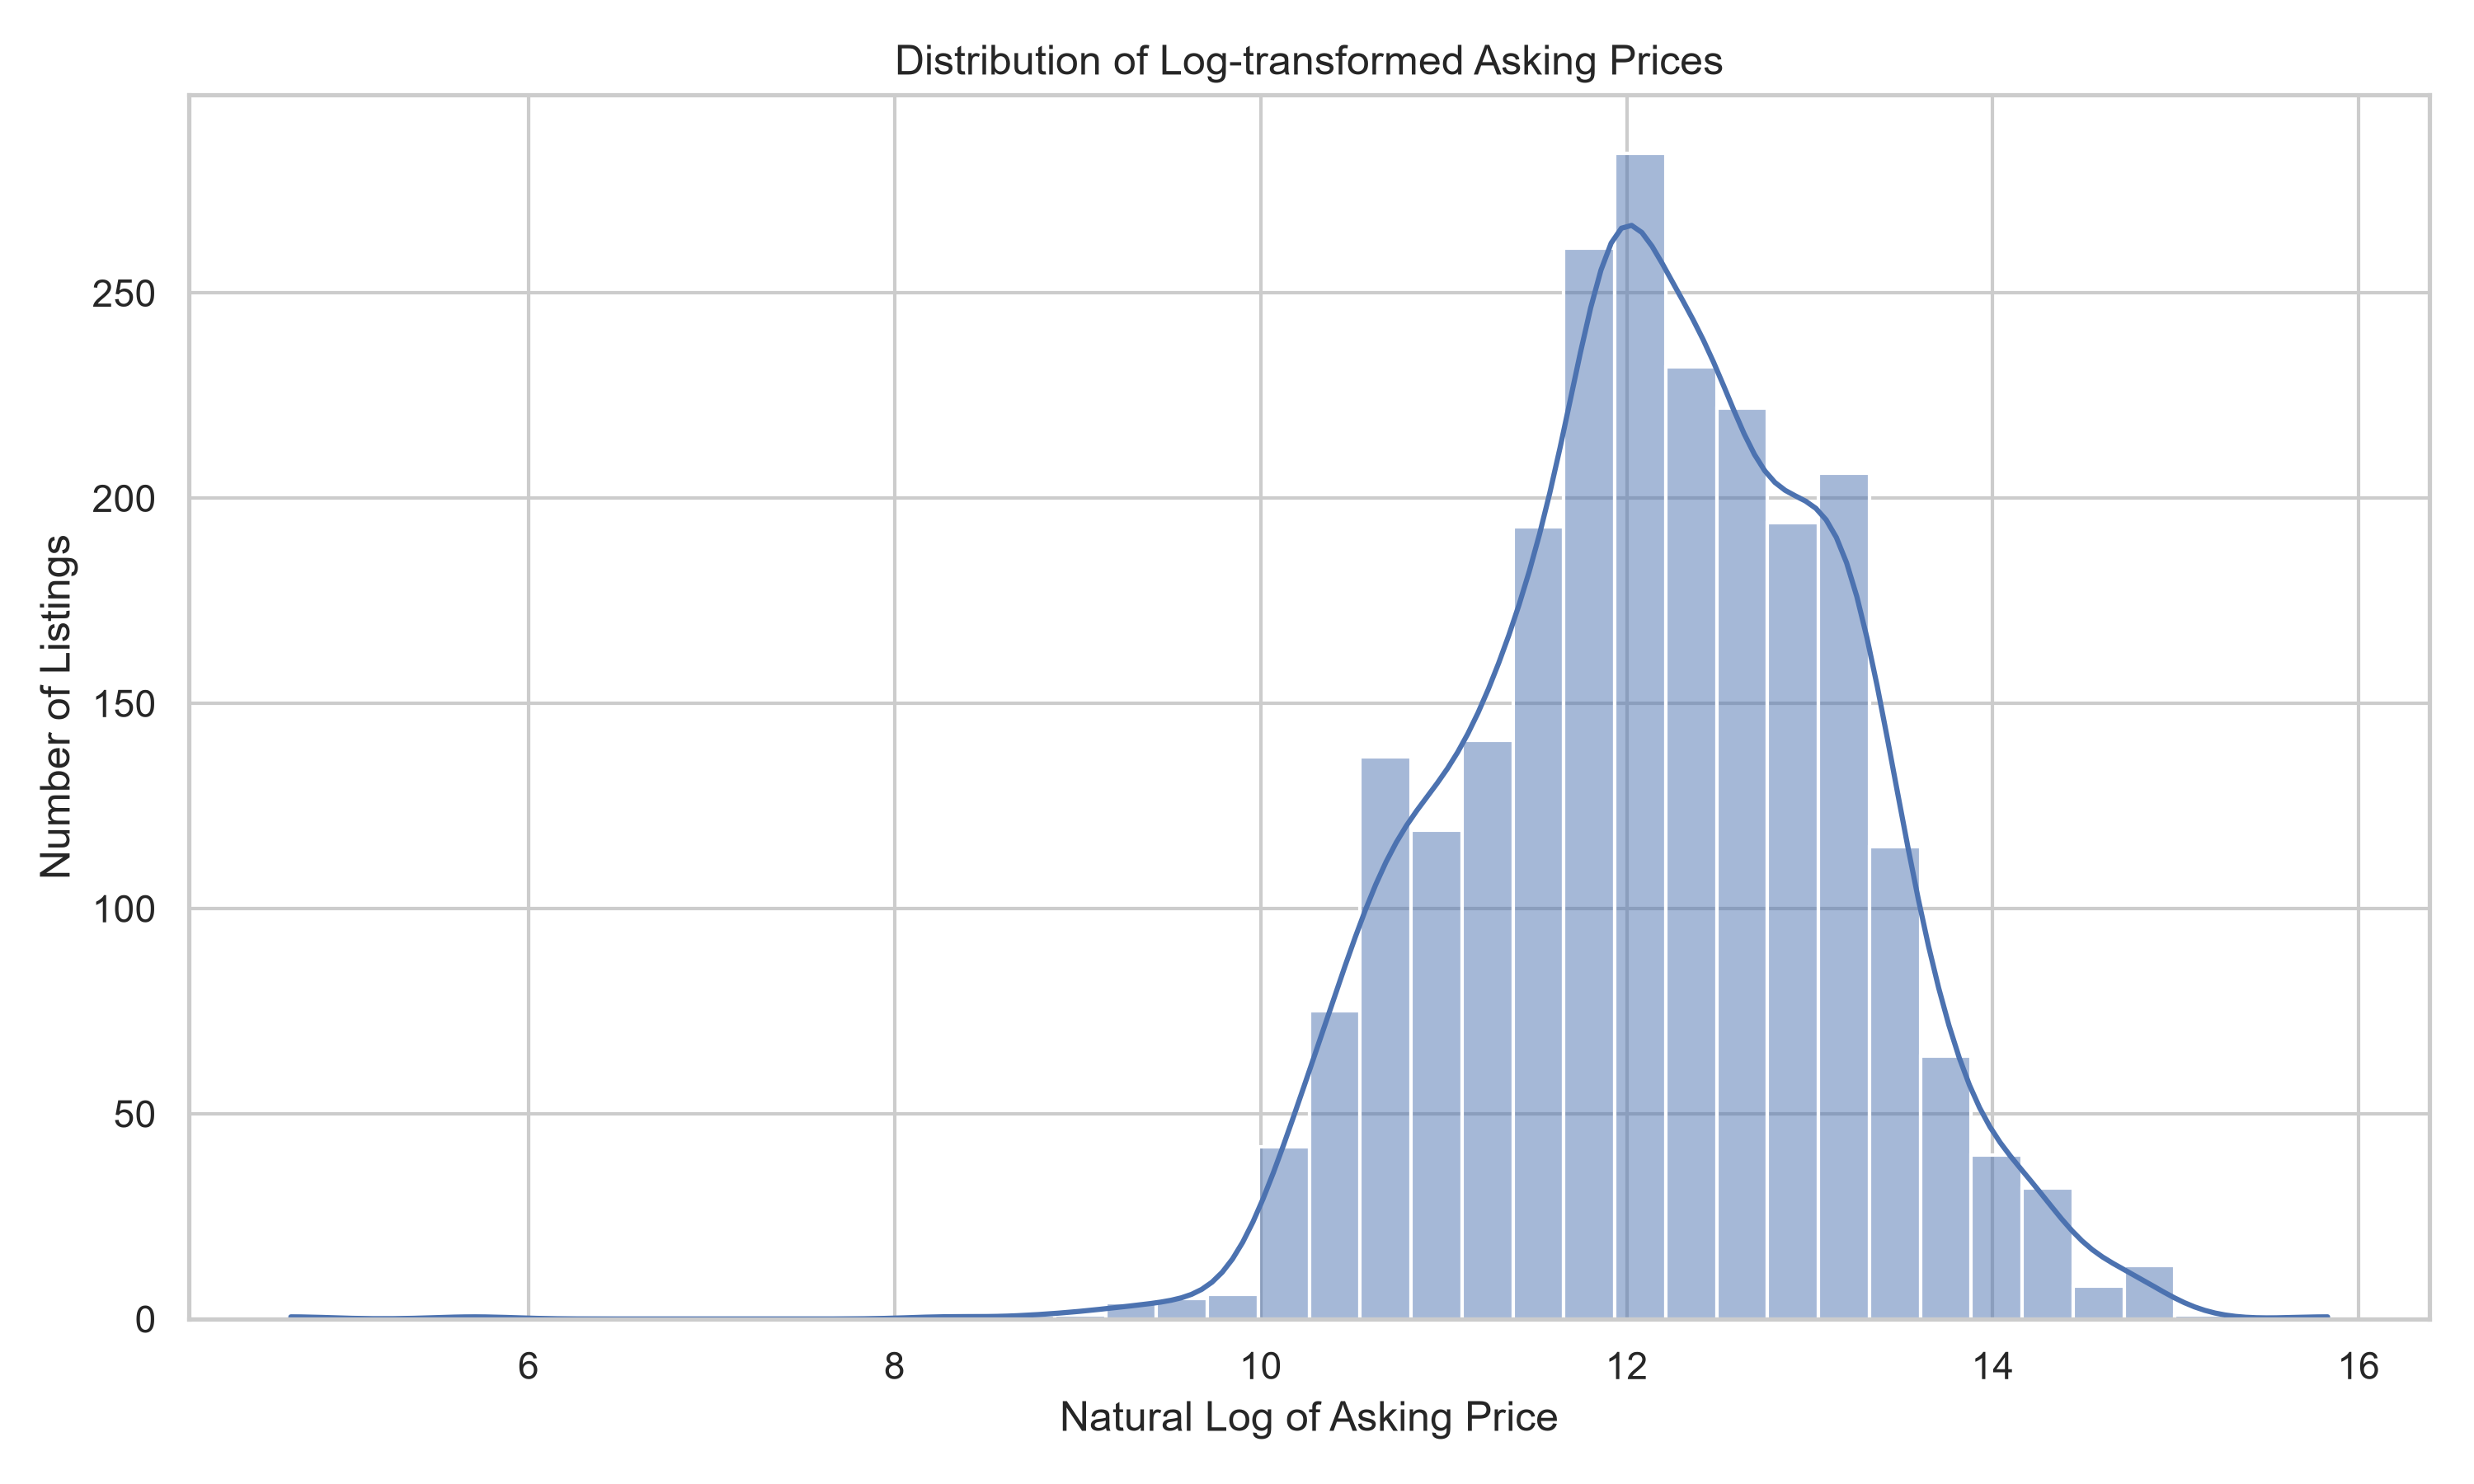 Distribution of Log-transformed Asking Prices
Number of Listings
250
200
150
100
50
0
6 8 10 12 14 16
Natural Log of Asking Price